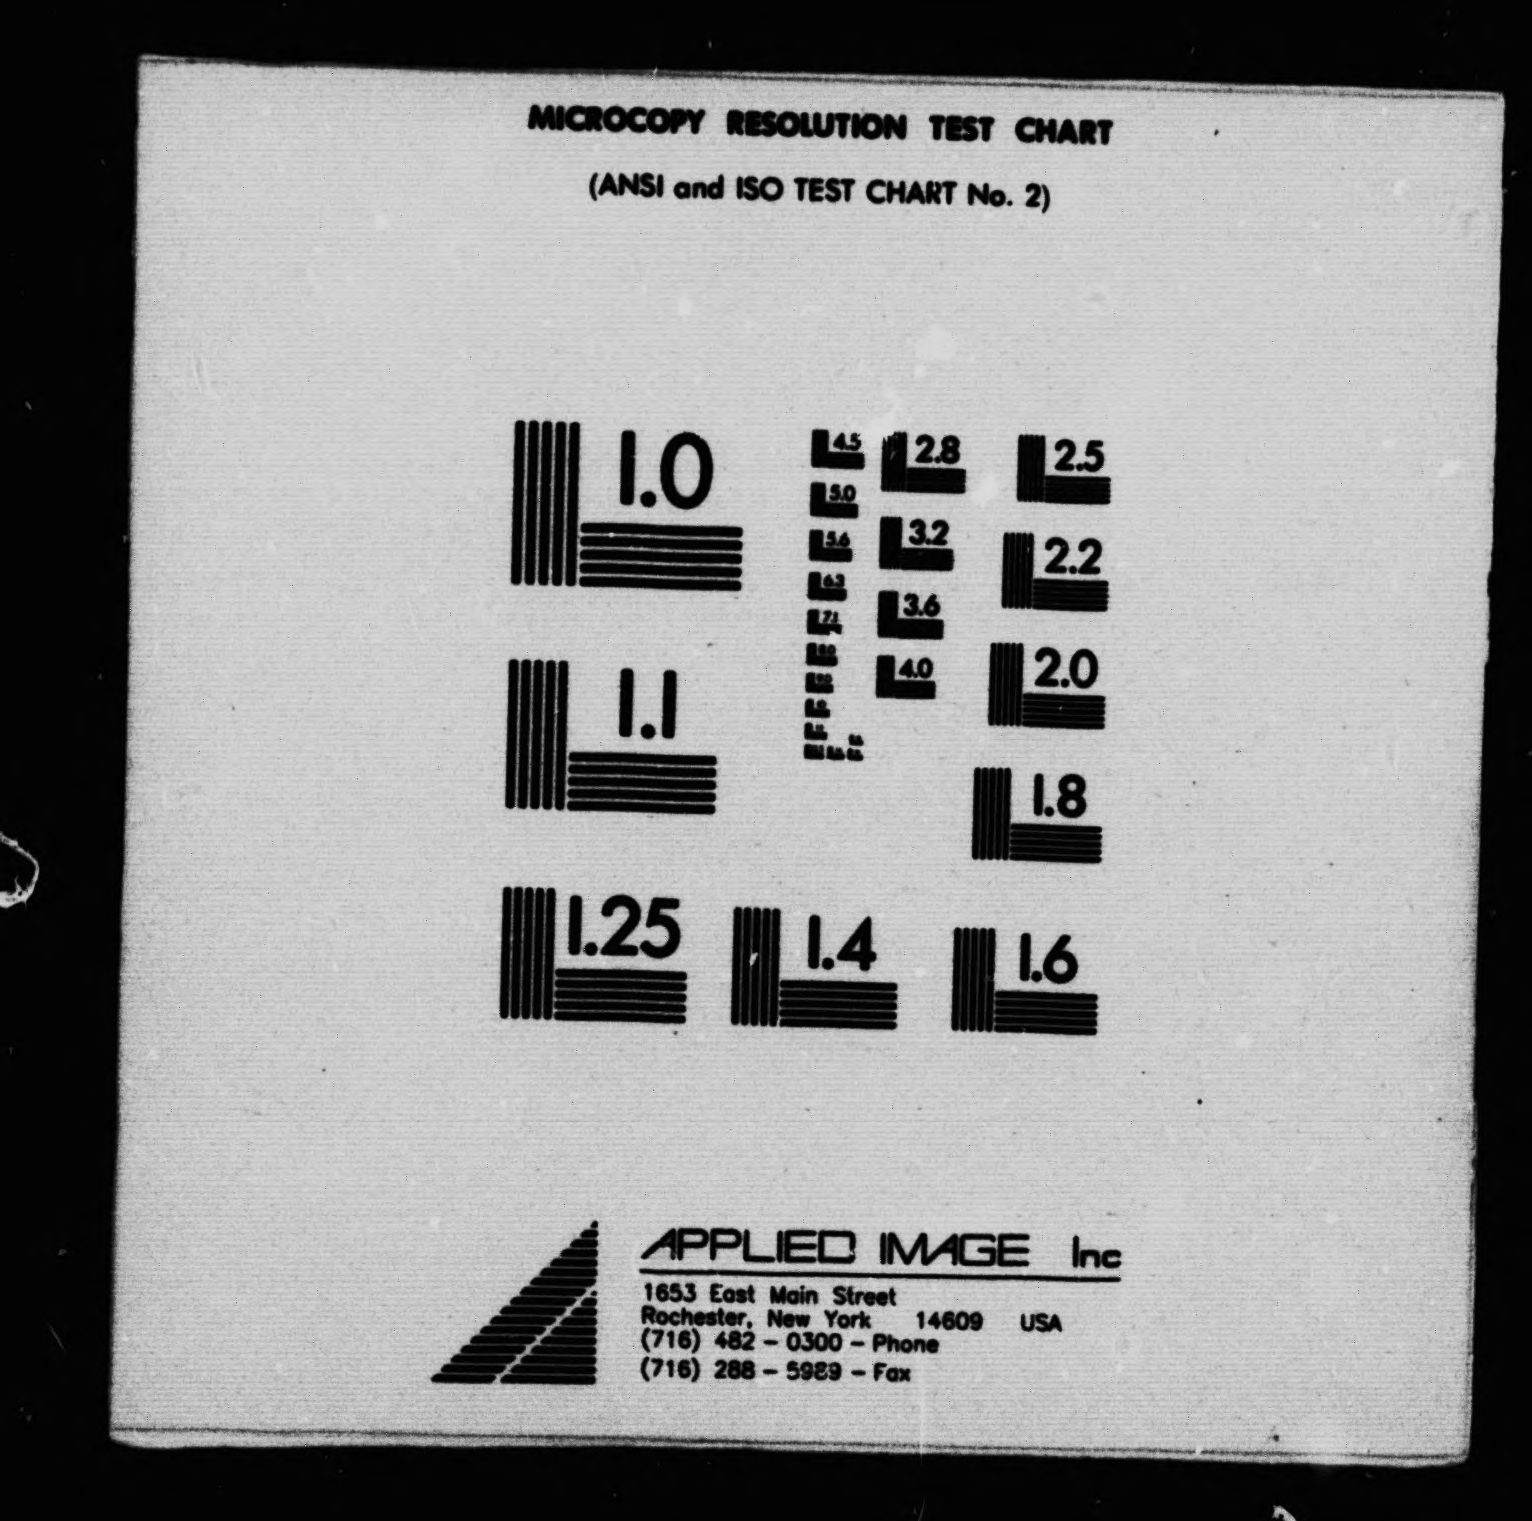 MICROCOPY RESOLUTION TEST CHART
(ANSI and ISO TEST CHART No. 2)
1.0
1.1
1.25
1.4
1.6
1.8
2.0
2.2
2.5
2.8
3.2
3.6
4.0
4.5
5.0
5.6
6.3
7.1
APPLIED IMAGE Inc
1653 East Main Street
Rochester, New York 14609 USA
(716) 482 - 0300 - Phone
(716) 288 - 5989 - Fax